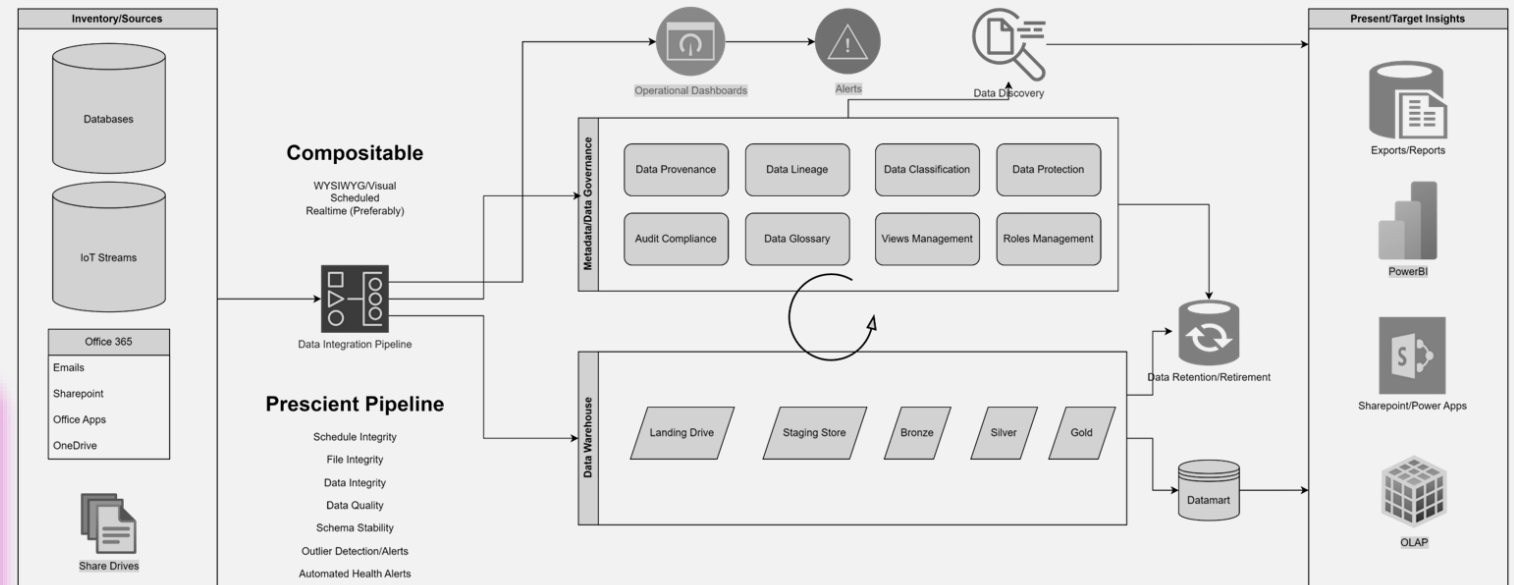 Inventory/Sources
Databases
IoT Streams
Office 365
Emails
Sharepoint
Office Apps
OneDrive
Share Drives
Compositable
WYSIWYG/Visual
Scheduled
Realtime (Preferably)
Data Integration Pipeline
Prescient Pipeline
Schedule Integrity
File Integrity
Data Integrity
Data Quality
Schema Stability
Outlier Detection/Alerts
Automated Health Alerts
Operational Dashboards
Alerts
Data Discovery
Metadata/Data Governance
Data Provenance
Data Lineage
Data Classification
Data Protection
Audit Compliance
Data Glossary
Views Management
Roles Management
Data Warehouse
Landing Drive
Staging Store
Bronze
Silver
Gold
Data Retention/Retirement
Datamart
Present/Target Insights
Exports/Reports
PowerBI
S
Sharepoint/Power Apps
OLAP